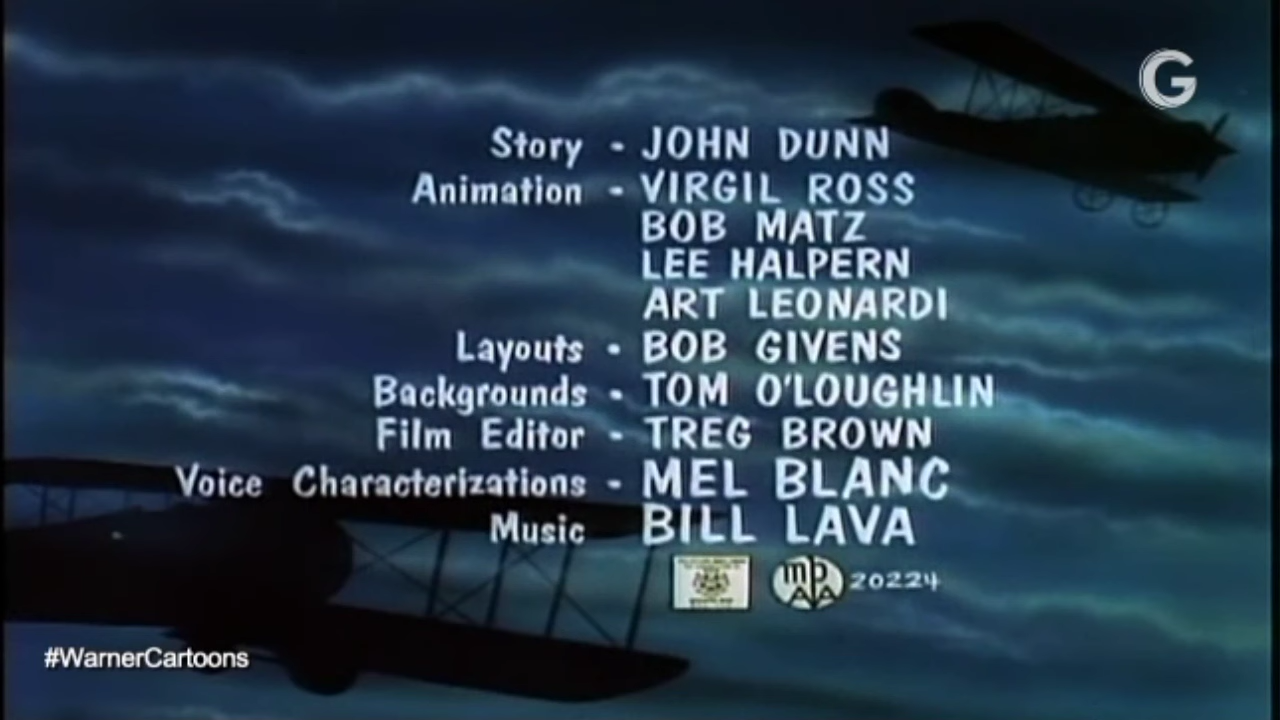 G
Story - JOHN DUNN
Animation - VIRGIL ROSS
BOB MATZ
LEE HALPERN
ART LEONARDI
Layouts - BOB GIVENS
Backgrounds - TOM O'LOUGHLIN
Film Editor - TREG BROWN
Voice Characterizations - MEL BLANC
Music BILL LAVA
mpAA 20224
#WarnerCartoons